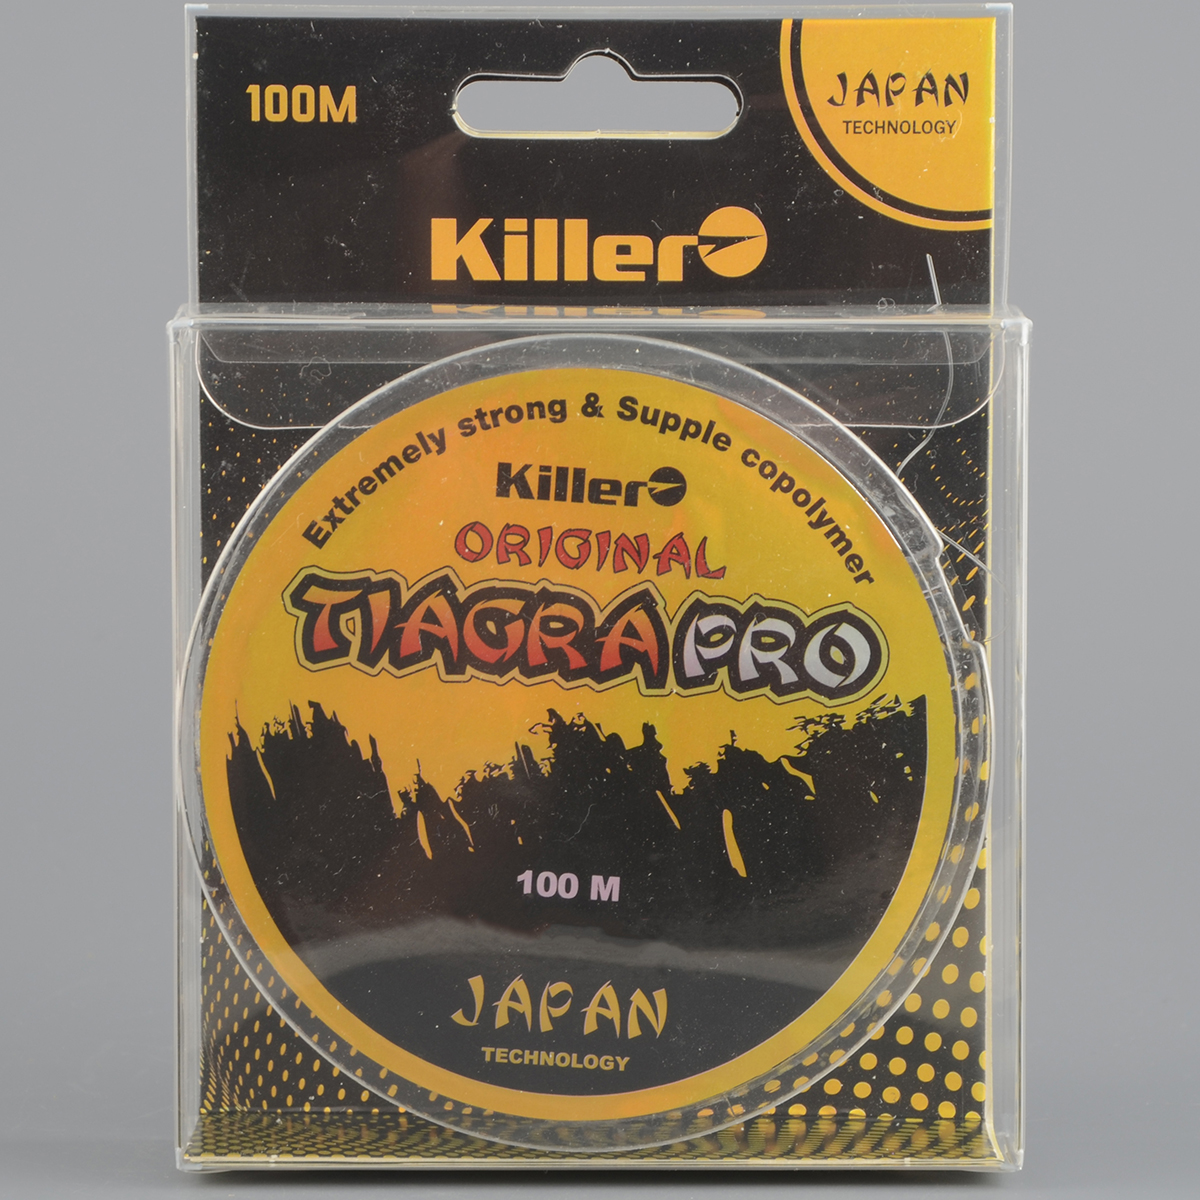 100M
JAPAN
TECHNOLOGY
Killer
Extremely strong & Supple copolymer
Killer
ORIGINAL
TIAGRA PRO
100 M
JAPAN
TECHNOLOGY